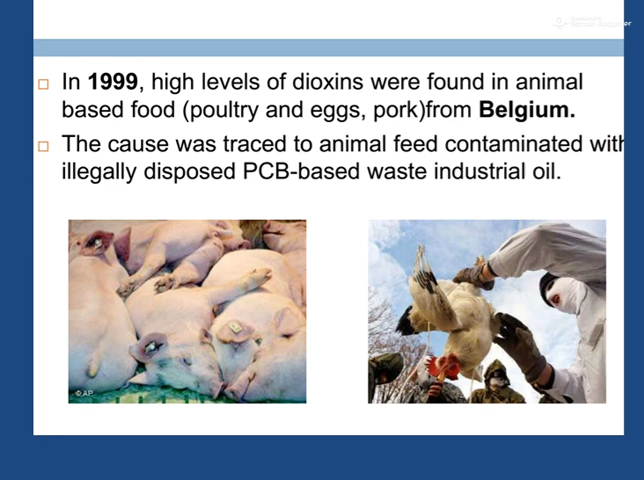 In 1999, high levels of dioxins were found in animal
based food (poultry and eggs, pork)from Belgium.
The cause was traced to animal feed contaminated with
illegally disposed PCB-based waste industrial oil.
©AP